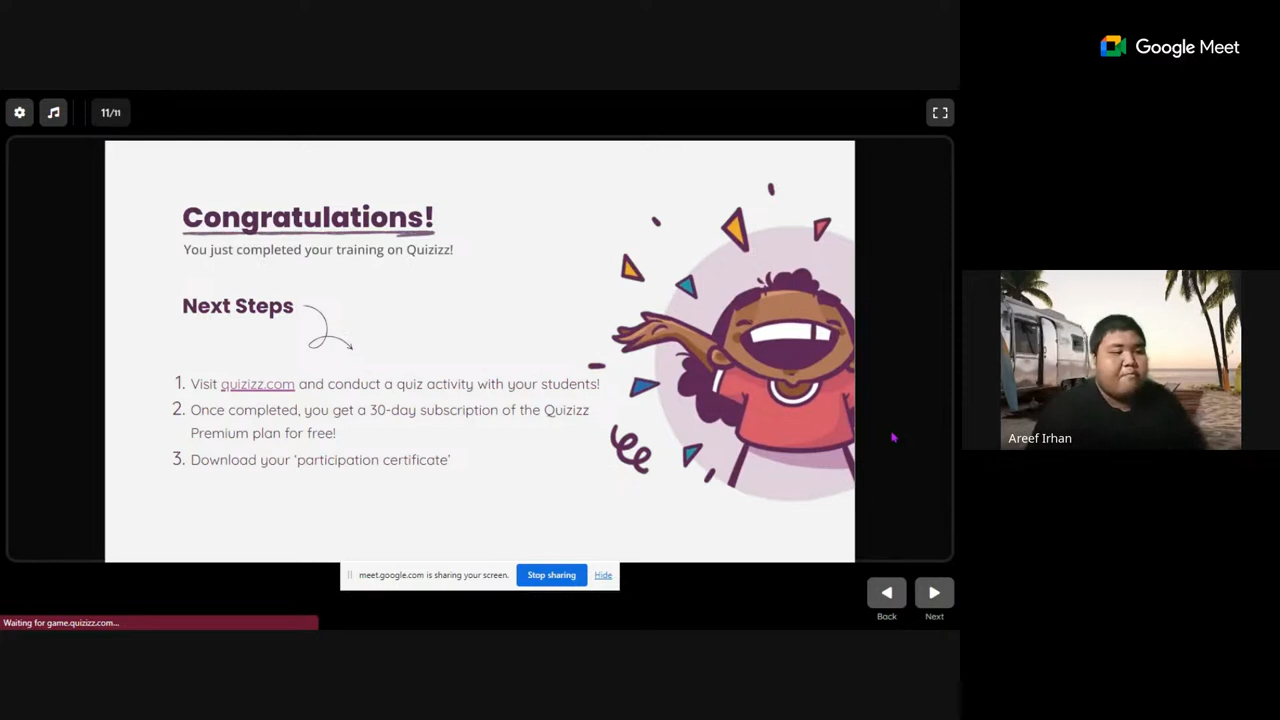 Google Meet
11/11
Congratulations!
You just completed your training on Quizizz!
Next Steps
1. Visit quizizz.com and conduct a quiz activity with your students!
2. Once completed, you get a 30-day subscription of the Quizizz
Premium plan for free!
3. Download your ‘participation certificate’
Areef Irhan
meet.google.com is sharing your screen.
Stop sharing
Hide
Back
Next
Waiting for game.quizizz.com...